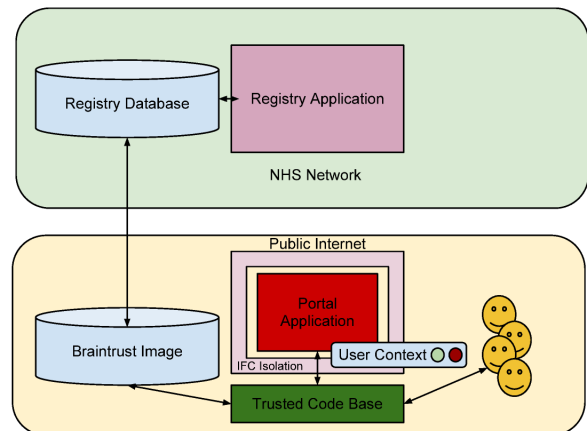 Registry Database
Registry Application
NHS Network
Public Internet
Portal
Application
Braintrust Image
User Context
IFC Isolation
Trusted Code Base